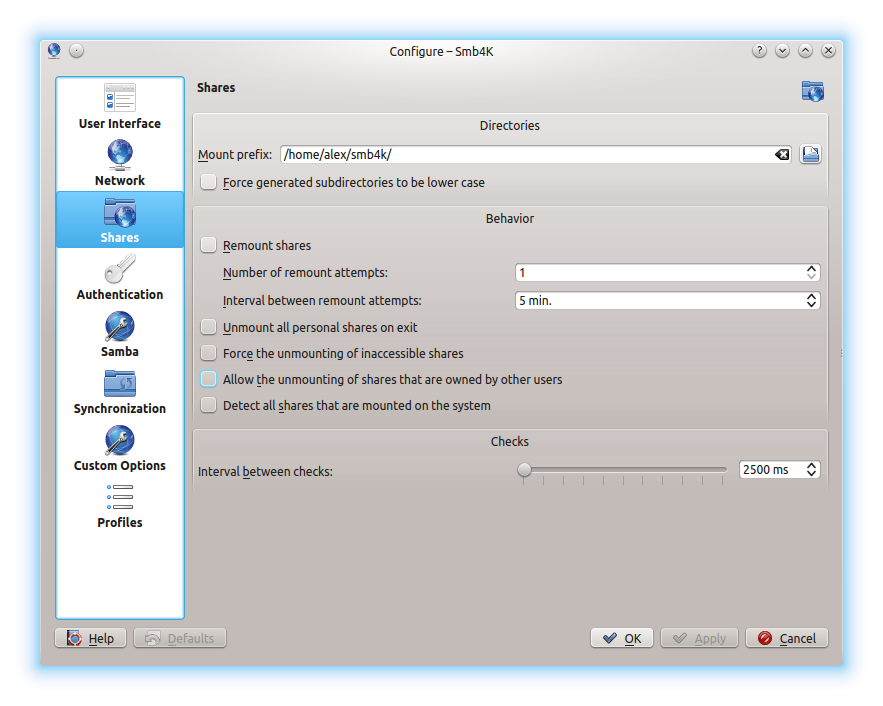 Configure – Smb4K
User Interface
Network
Shares
Authentication
Samba
Synchronization
Custom Options
Profiles
Shares
Directories
Mount prefix: /home/alex/smb4k/
Force generated subdirectories to be lower case
Behavior
Remount shares
Number of remount attempts: 1
Interval between remount attempts: 5 min.
Unmount all personal shares on exit
Force the unmounting of inaccessible shares
Allow the unmounting of shares that are owned by other users
Detect all shares that are mounted on the system
Checks
Interval between checks: 2500 ms
Help Defaults OK Apply Cancel